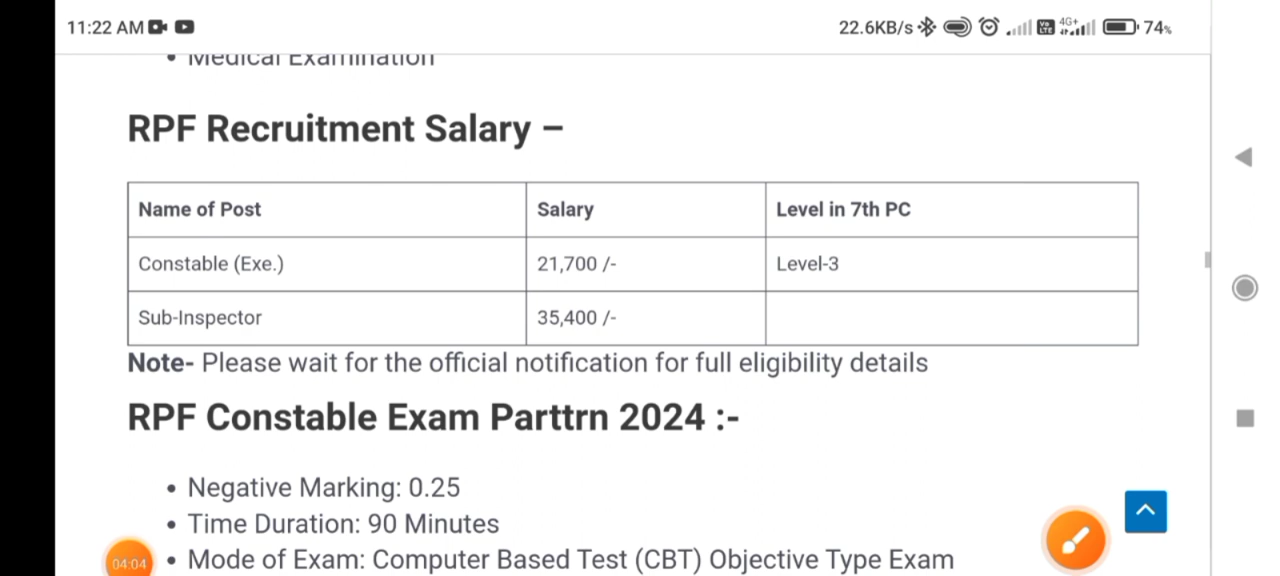 11:22 AM
22.6KB/s 4G+ 74%
Medical Examination
RPF Recruitment Salary –
Name of Post Salary Level in 7th PC
Constable (Exe.) 21,700 /- Level-3
Sub-Inspector 35,400 /-
Note- Please wait for the official notification for full eligibility details
RPF Constable Exam Parttrn 2024 :-
• Negative Marking: 0.25
• Time Duration: 90 Minutes
• Mode of Exam: Computer Based Test (CBT) Objective Type Exam
04:04